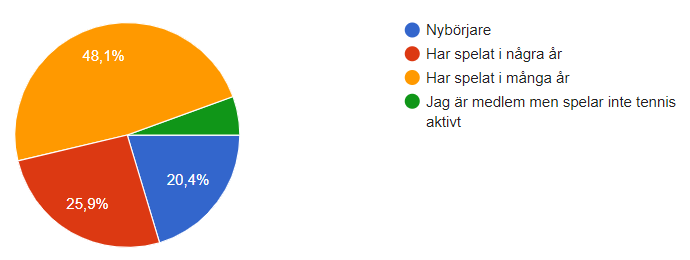 48,1%
25,9%
20,4%
Nybörjare
Har spelat i några år
Har spelat i många år
Jag är medlem men spelar inte tennis
aktivt